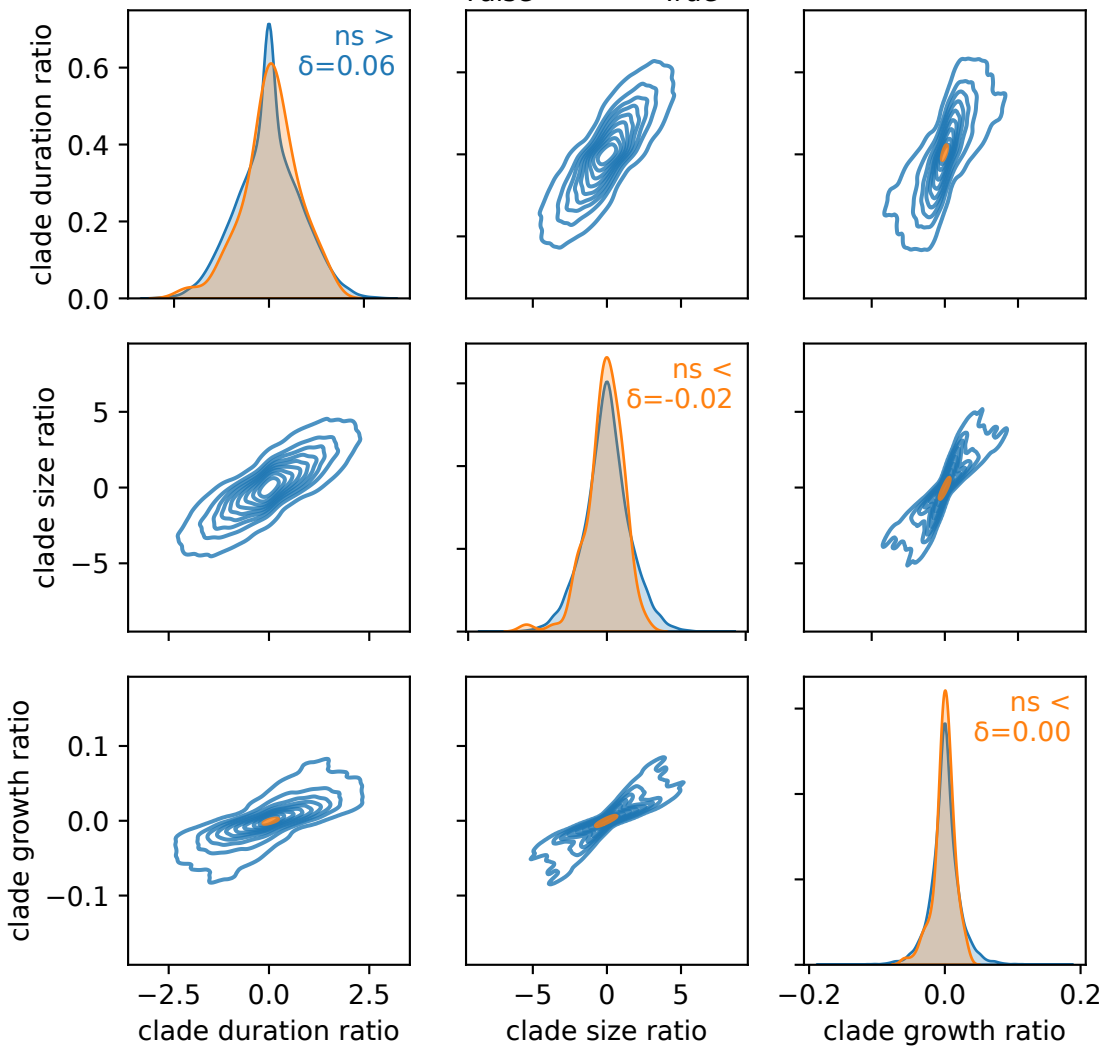 ns >
δ=0.06
clade duration ratio
0.6
0.4
0.2
0.0
−5
0
5
ns <
δ=-0.02
clade size ratio
5
0
−5
ns <
δ=0.00
clade growth ratio
0.1
0.0
−0.1
−2.5
0.0
2.5
−5
0
5
−0.2
0.0
0.2
clade duration ratio
clade size ratio
clade growth ratio